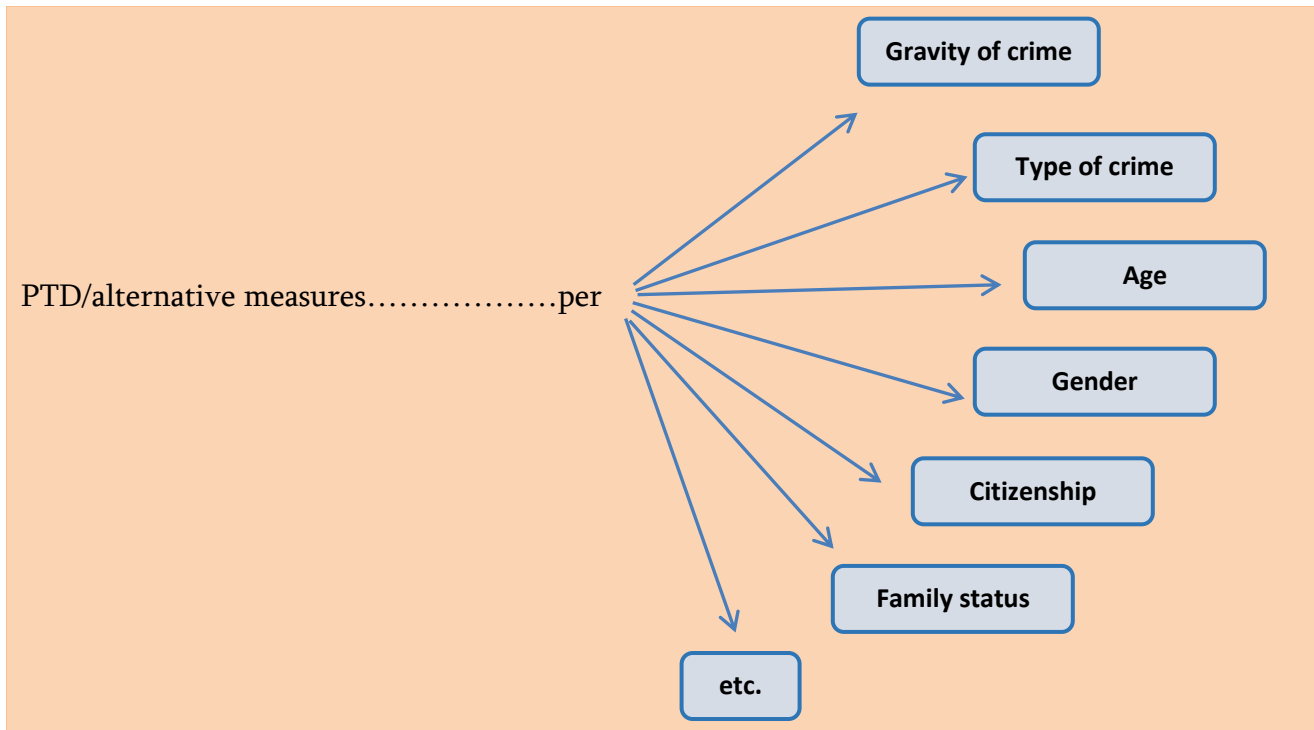 Gravity of crime
Type of crime
Age
PTD/alternative measures………………per
Gender
Citizenship
Family status
etc.